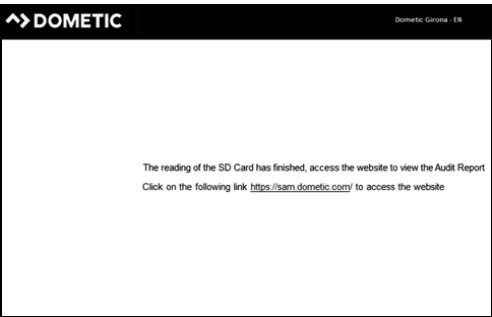 DOMETIC
Dometic Girona - EN
The reading of the SD Card has finished, access the website to view the Audit Report
Click on the following link https://sam.dometic.com/ to access the website